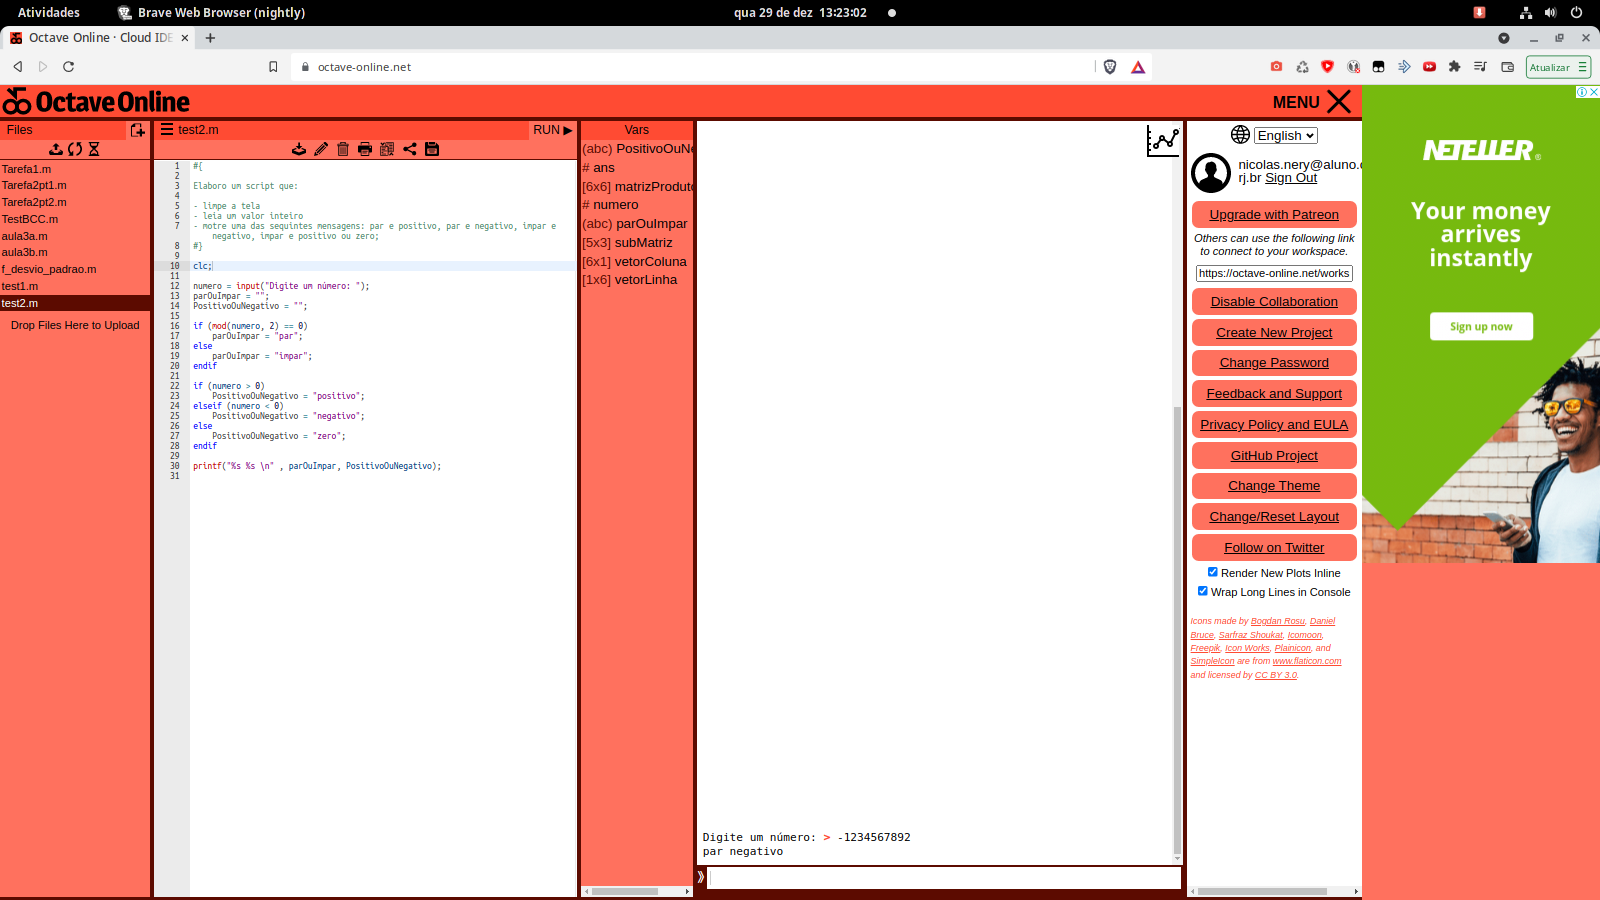 Atividades
Brave Web Browser (nightly)
qua 29 de dez 13:23:02
Octave Online · Cloud IDE
octave-online.net
Atualizar
Octave Online
MENU
Files
Tarefa1.m
Tarefa2pt1.m
Tarefa2pt2.m
TestBCC.m
aula3a.m
aula3b.m
f_desvio_padrao.m
test1.m
test2.m
Drop Files Here to Upload
test2.m
RUN
1 #{
2
3 Elaboro um script que:
4
5 - limpe a tela
6 - leia um valor inteiro
7 - motre uma das sequintes mensagens: par e positivo, par e negativo, impar e
negativo, impar e positivo ou zero;
8 #}
9
10 clc;
11
12 numero = input("Digite um número: ");
13 parOuImpar = "";
14 PositivoOuNegativo = "";
15
16 if (mod(numero, 2) == 0)
17 parOuImpar = "par";
18 else
19 parOuImpar = "impar";
20 endif
21
22 if (numero > 0)
23 PositivoOuNegativo = "positivo";
24 elseif (numero < 0)
25 PositivoOuNegativo = "negativo";
26 else
27 PositivoOuNegativo = "zero";
28 endif
29
30 printf("%s %s \n" , parOuImpar, PositivoOuNegativo);
31
Vars
(abc) PositivoOuNe
# ans
[6x6] matrizProduto
# numero
(abc) parOuImpar
[5x3] subMatriz
[6x1] vetorColuna
[1x6] vetorLinha
Digite um número: > -1234567892
par negativo
English
nicolas.nery@aluno.c
rj.br Sign Out
Upgrade with Patreon
Others can use the following link
to connect to your workspace.
https://octave-online.net/works
Disable Collaboration
Create New Project
Change Password
Feedback and Support
Privacy Policy and EULA
GitHub Project
Change Theme
Change/Reset Layout
Follow on Twitter
Render New Plots Inline
Wrap Long Lines in Console
Icons made by Bogdan Rosu, Daniel
Bruce, Sarfraz Shoukat, Icomoon,
Freepik, Icon Works, Plainicon, and
SimpleIcon are from www.flaticon.com
and licensed by CC BY 3.0.
NETELLER®
Your money
arrives
instantly
Sign up now